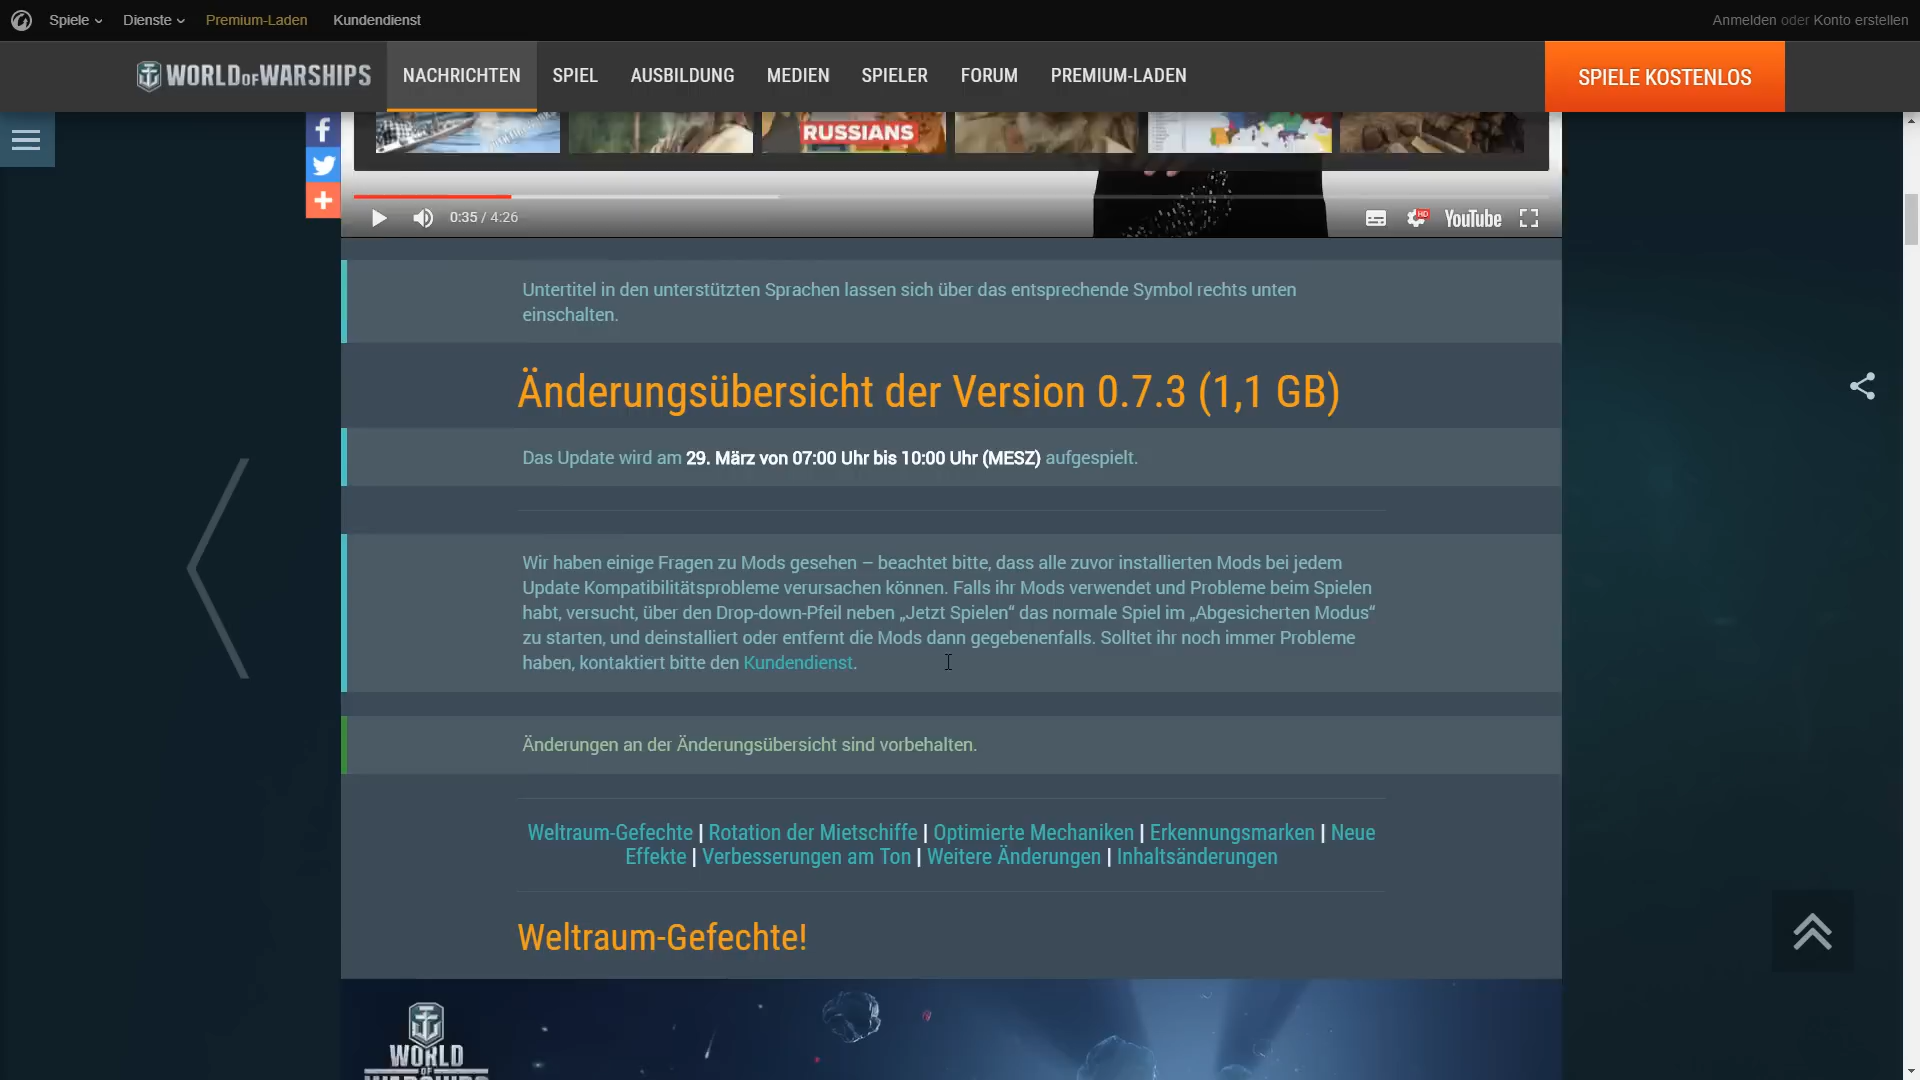 Spiele Dienste Premium-Laden Kundendienst Anmelden oder Konto erstellen
WORLD OF WARSHIPS NACHRICHTEN SPIEL AUSBILDUNG MEDIEN SPIELER FORUM PREMIUM-LADEN SPIELE KOSTENLOS
RUSSIANS
0:35 / 4:26 HD YouTube
Untertitel in den unterstützten Sprachen lassen sich über das entsprechende Symbol rechts unten
einschalten.
Änderungsübersicht der Version 0.7.3 (1,1 GB)
Das Update wird am 29. März von 07:00 Uhr bis 10:00 Uhr (MESZ) aufgespielt.
Wir haben einige Fragen zu Mods gesehen – beachtet bitte, dass alle zuvor installierten Mods bei jedem
Update Kompatibilitätsprobleme verursachen können. Falls ihr Mods verwendet und Probleme beim Spielen
habt, versucht, über den Drop-down-Pfeil neben „Jetzt Spielen“ das normale Spiel im „Abgesicherten Modus“
zu starten, und deinstalliert oder entfernt die Mods dann gegebenenfalls. Solltet ihr noch immer Probleme
haben, kontaktiert bitte den Kundendienst.
Änderungen an der Änderungsübersicht sind vorbehalten.
Weltraum-Gefechte | Rotation der Mietschiffe | Optimierte Mechaniken | Erkennungsmarken | Neue
Effekte | Verbesserungen am Ton | Weitere Änderungen | Inhaltsänderungen
Weltraum-Gefechte!
WORLD
OF
WARSHIPS